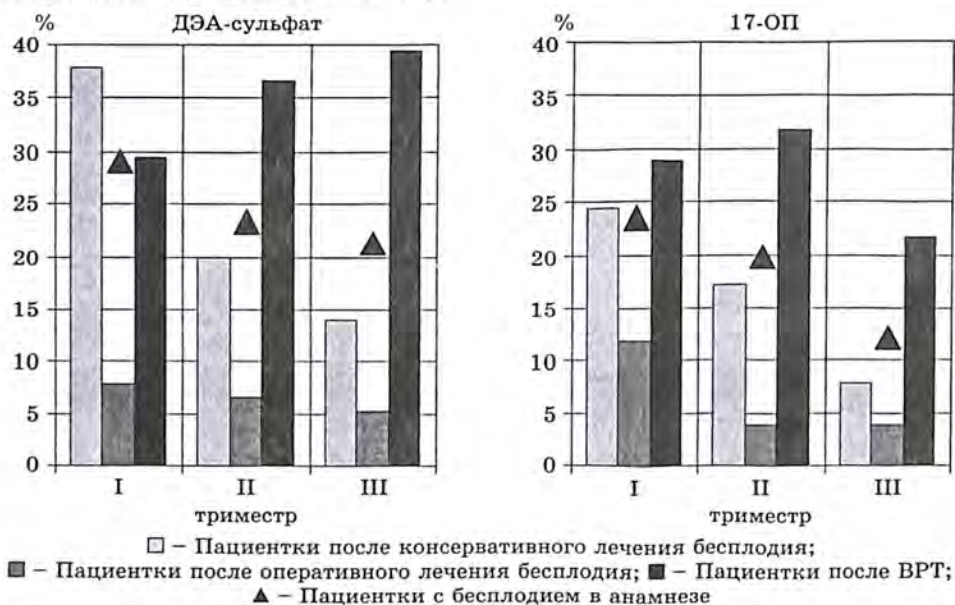 % ДЭА-сульфат
40
35
30
25
20
15
10
5
0
I II III
триместр
% 17-ОП
40
35
30
25
20
15
10
5
0
I II III
триместр
– Пациентки после консервативного лечения бесплодия;
– Пациентки после оперативного лечения бесплодия; – Пациентки после ВРТ;
– Пациентки с бесплодием в анамнезе